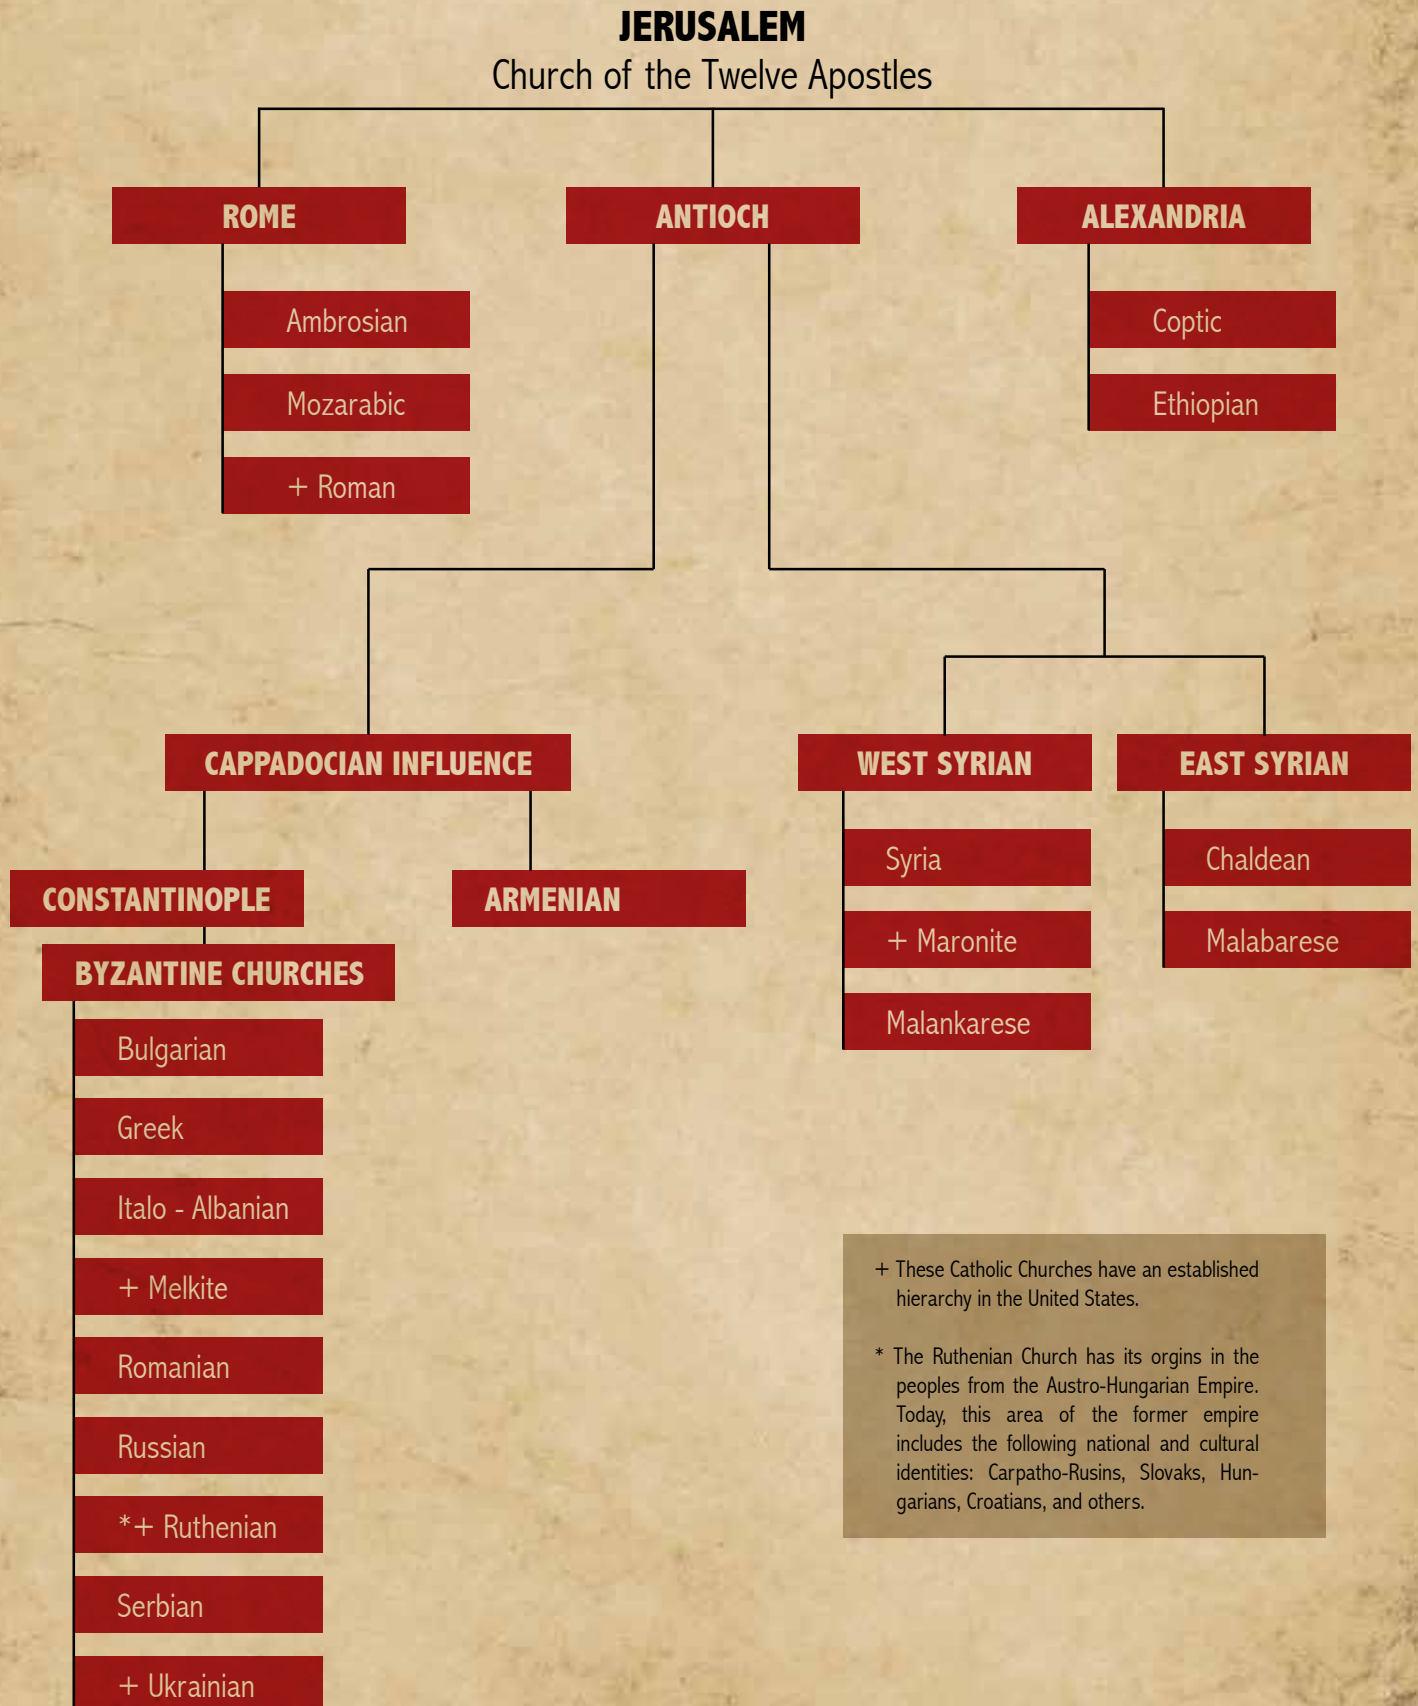 JERUSALEM
Church of the Twelve Apostles
ROME
ANTIOCH
ALEXANDRIA
Ambrosian
Mozarabic
+ Roman
Coptic
Ethiopian
CAPPADOCIAN INFLUENCE
WEST SYRIAN
EAST SYRIAN
CONSTANTINOPLE
ARMENIAN
Syria
+ Maronite
Malankarese
Chaldean
Malabarese
BYZANTINE CHURCHES
Bulgarian
Greek
Italo - Albanian
+ Melkite
Romanian
Russian
*+ Ruthenian
Serbian
+ Ukrainian
+ These Catholic Churches have an established
hierarchy in the United States.
* The Ruthenian Church has its orgins in the
peoples from the Austro-Hungarian Empire.
Today, this area of the former empire
includes the following national and cultural
identities: Carpatho-Rusins, Slovaks, Hun-
garians, Croatians, and others.